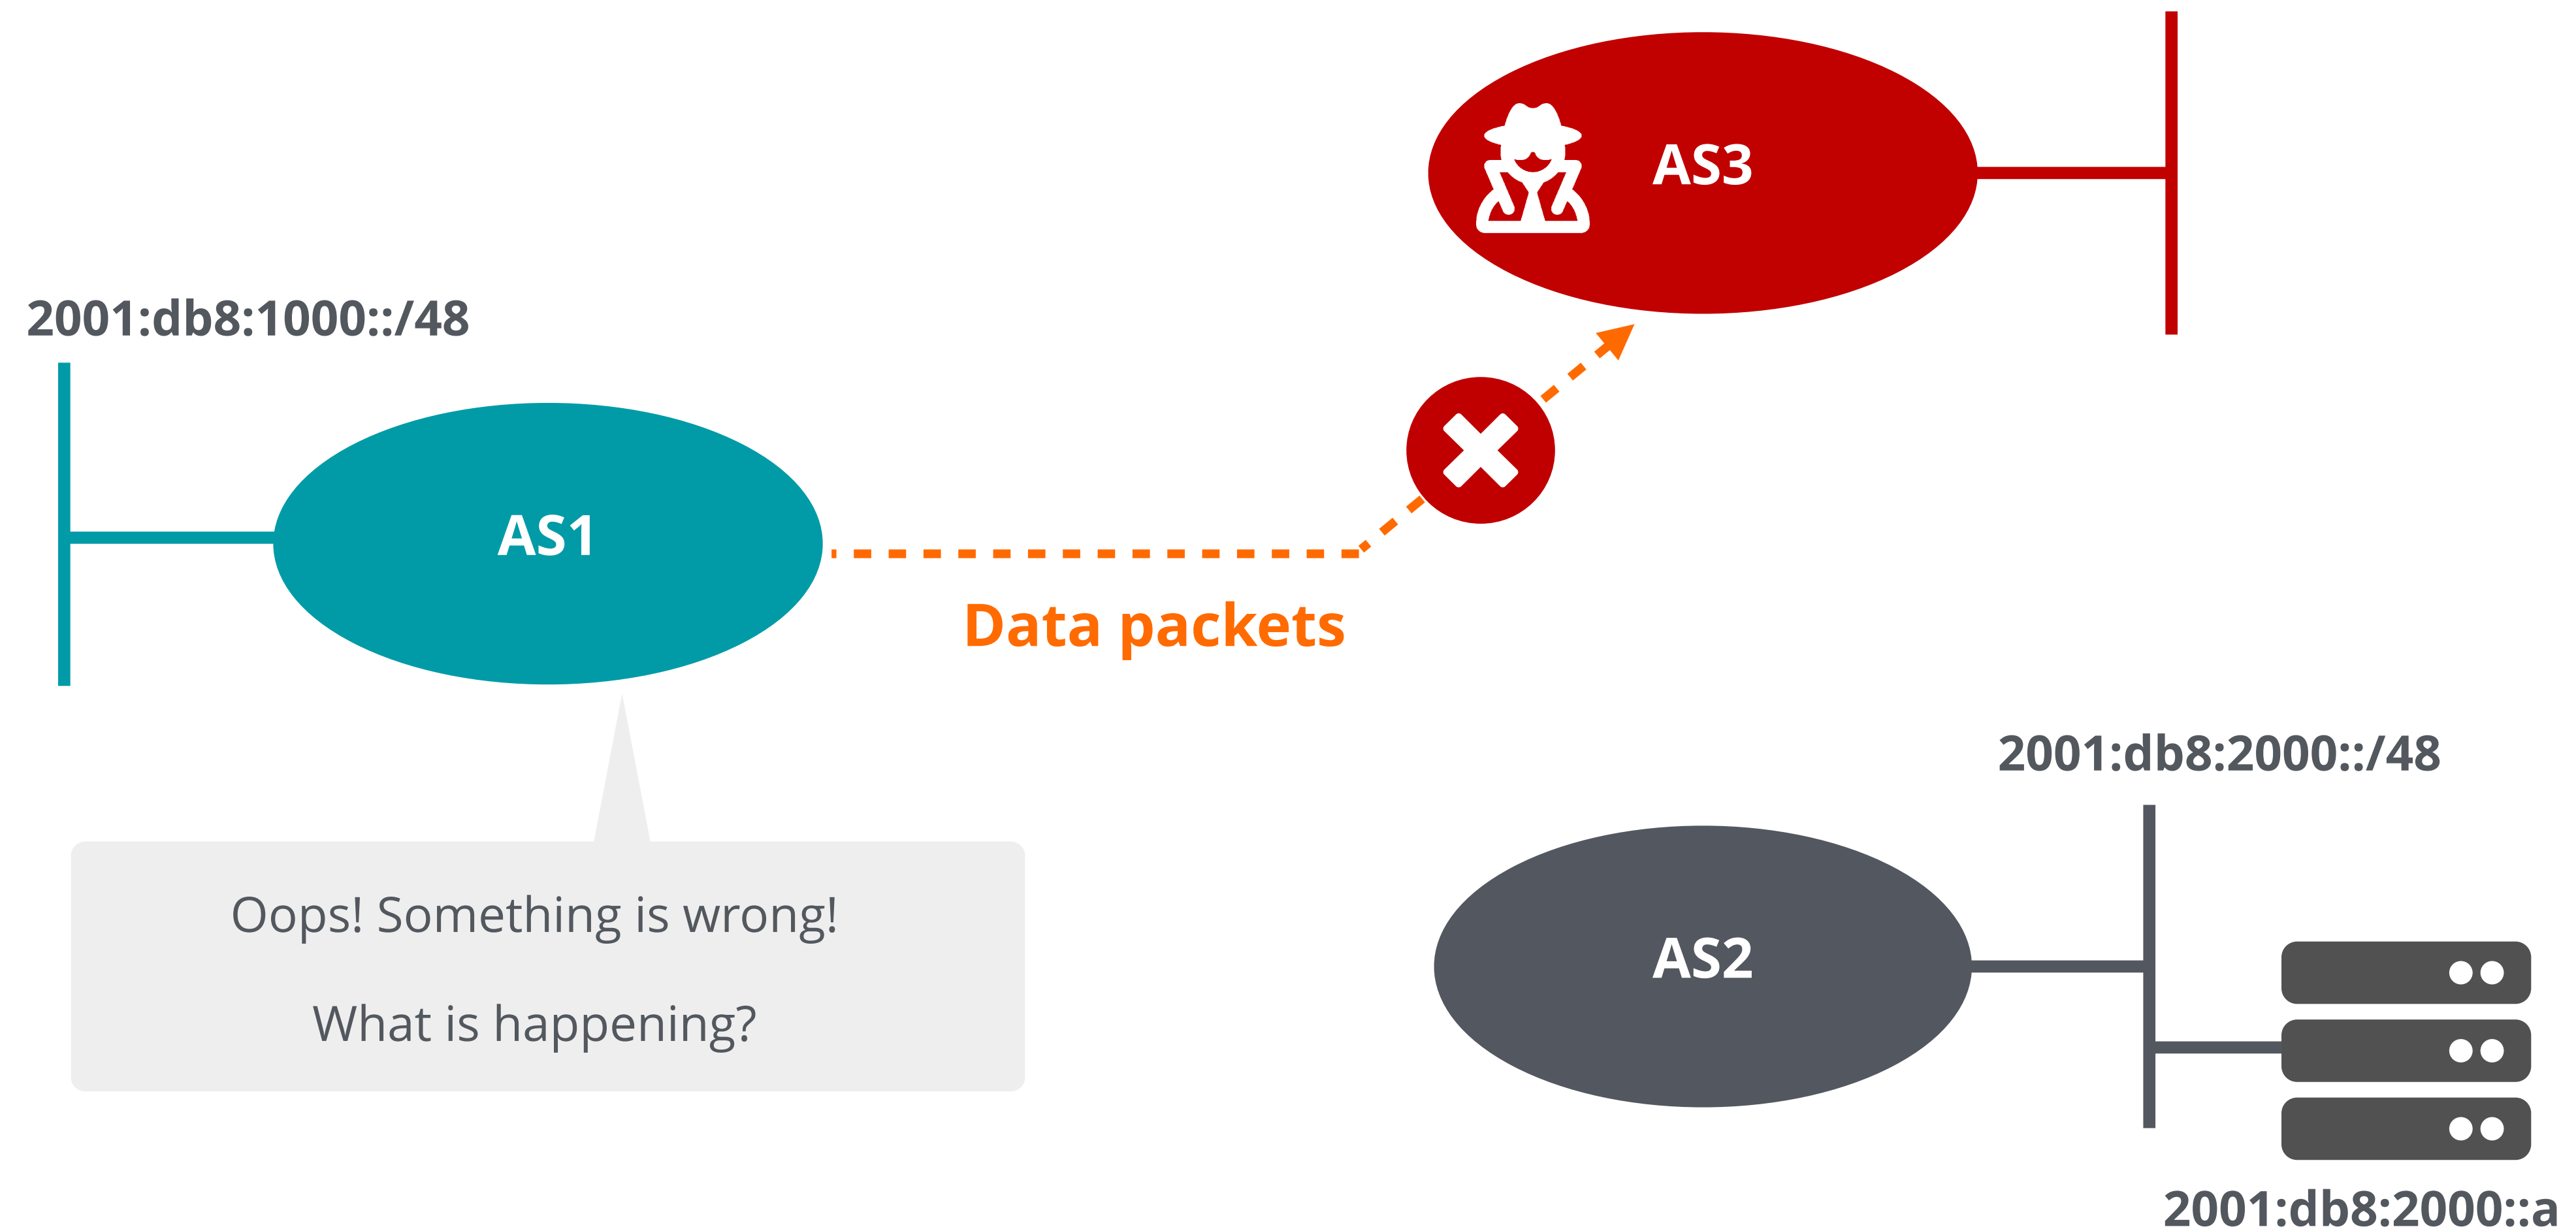 AS3
2001:db8:1000::/48
AS1
Data packets
2001:db8:2000::/48
Oops! Something is wrong!
What is happening?
AS2
2001:db8:2000::a